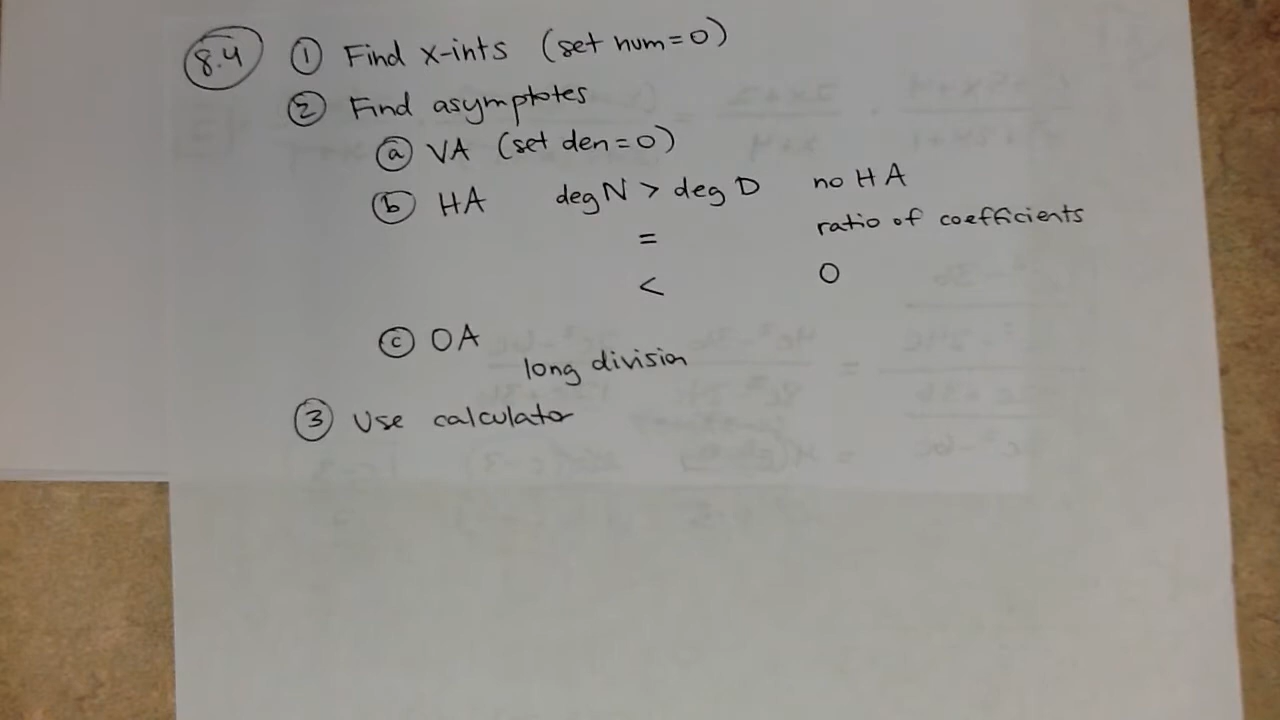 8.4 ① Find x-ints (set num=0)
② Find asymptotes
ⓐ VA (set den=0)
ⓑ HA deg N > deg D no HA
= ratio of coefficients
< 0
ⓒ OA
long division
③ Use calculator